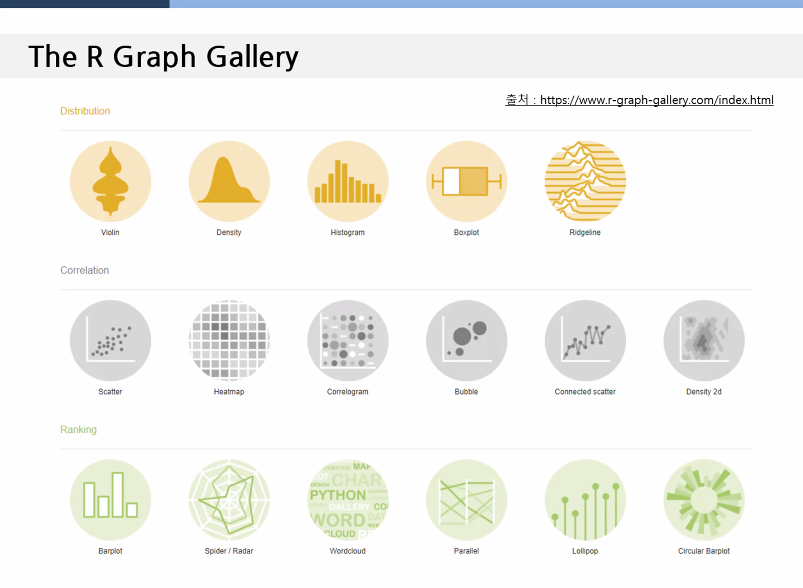 The R Graph Gallery
출처 : https://www.r-graph-gallery.com/index.html
Distribution
Violin
Density
Histogram
Boxplot
Ridgeline
Correlation
Scatter
Heatmap
Correlogram
Bubble
Connected scatter
Density 2d
Ranking
CHAR
PYTHON
GALLERY
WORD
CLOUD
Barplot
Spider / Radar
Wordcloud
Parallel
Lollipop
Circular Barplot